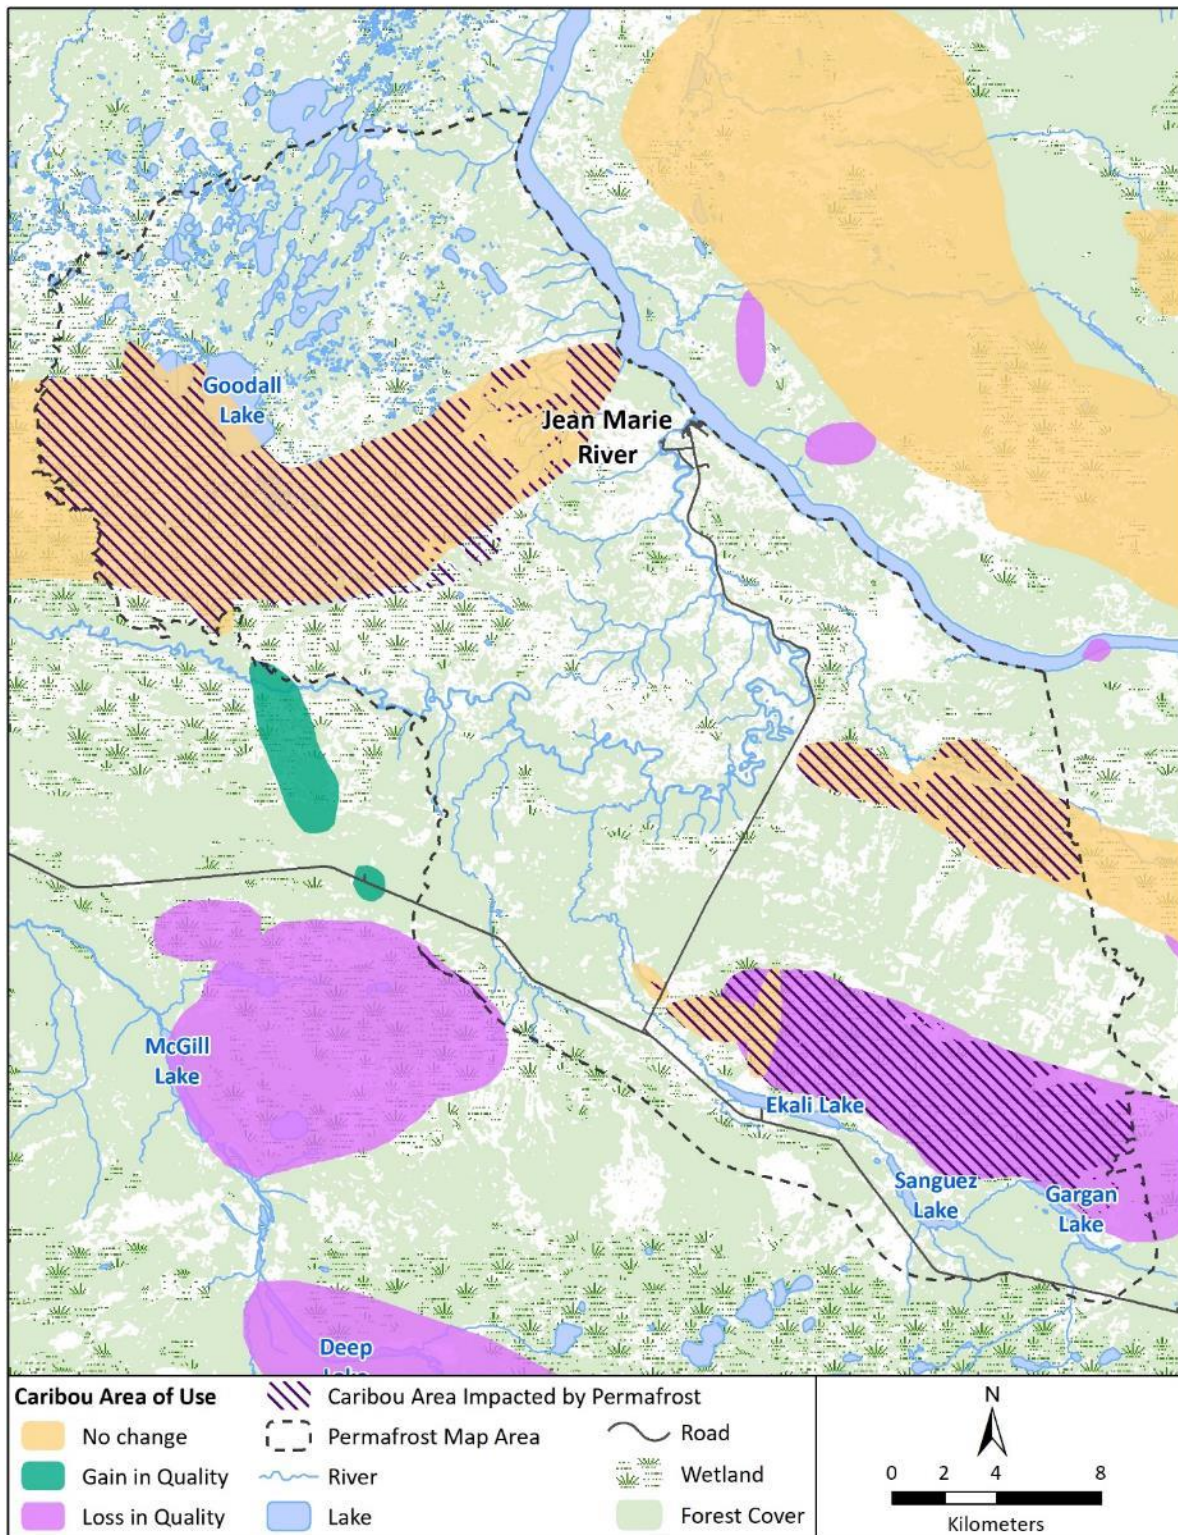 Goodall
Lake
Jean Marie
River
McGill
Lake
Ekali Lake
Sanguez
Lake
Gargan
Lake
Deep
Lake
Caribou Area of Use
No change
Gain in Quality
Loss in Quality
Caribou Area Impacted by Permafrost
Permafrost Map Area
River
Lake
Road
Wetland
Forest Cover
N
0 2 4 8
Kilometers